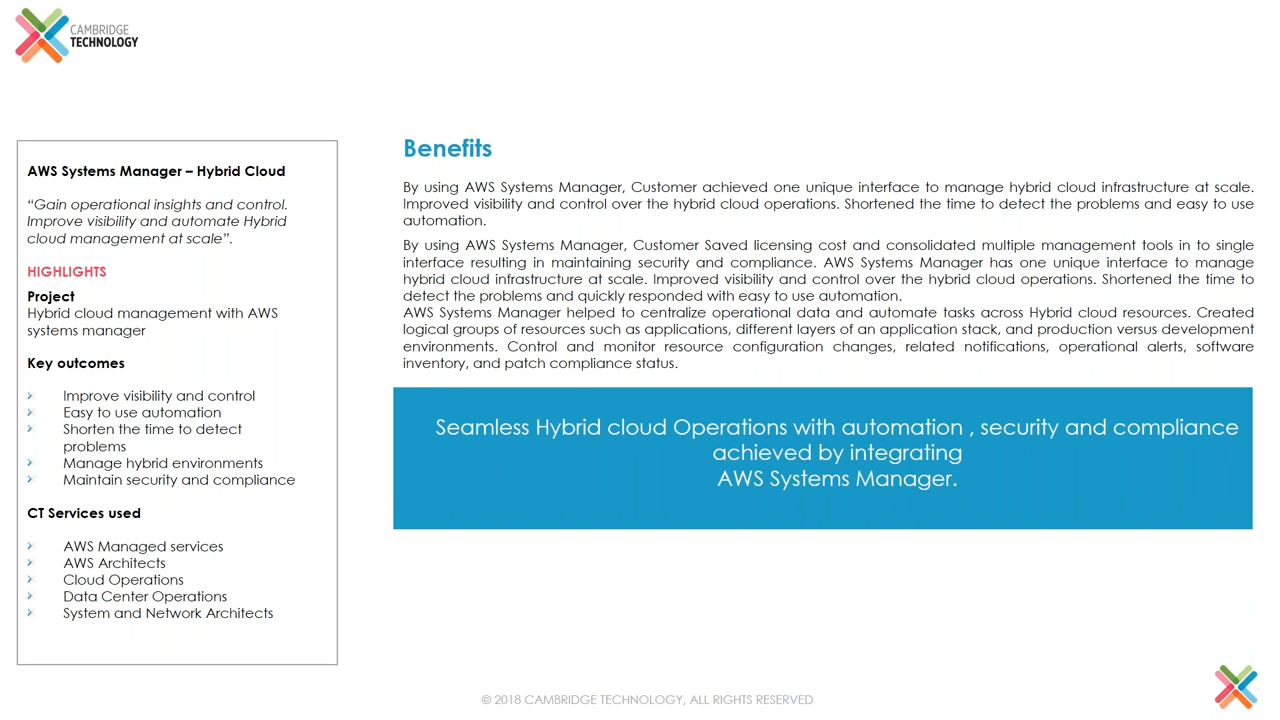 CAMBRIDGE
TECHNOLOGY
AWS Systems Manager – Hybrid Cloud
“Gain operational insights and control.
Improve visibility and automate Hybrid
cloud management at scale”.
HIGHLIGHTS
Project
Hybrid cloud management with AWS
systems manager
Key outcomes
Improve visibility and control
Easy to use automation
Shorten the time to detect
problems
Manage hybrid environments
Maintain security and compliance
CT Services used
AWS Managed services
AWS Architects
Cloud Operations
Data Center Operations
System and Network Architects
Benefits
By using AWS Systems Manager, Customer achieved one unique interface to manage hybrid cloud infrastructure at scale.
Improved visibility and control over the hybrid cloud operations. Shortened the time to detect the problems and easy to use
automation.
By using AWS Systems Manager, Customer Saved licensing cost and consolidated multiple management tools in to single
interface resulting in maintaining security and compliance. AWS Systems Manager has one unique interface to manage
hybrid cloud infrastructure at scale. Improved visibility and control over the hybrid cloud operations. Shortened the time to
detect the problems and quickly responded with easy to use automation.
AWS Systems Manager helped to centralize operational data and automate tasks across Hybrid cloud resources. Created
logical groups of resources such as applications, different layers of an application stack, and production versus development
environments. Control and monitor resource configuration changes, related notifications, operational alerts, software
inventory, and patch compliance status.
Seamless Hybrid cloud Operations with automation , security and compliance
achieved by integrating
AWS Systems Manager.
© 2018 CAMBRIDGE TECHNOLOGY, ALL RIGHTS RESERVED